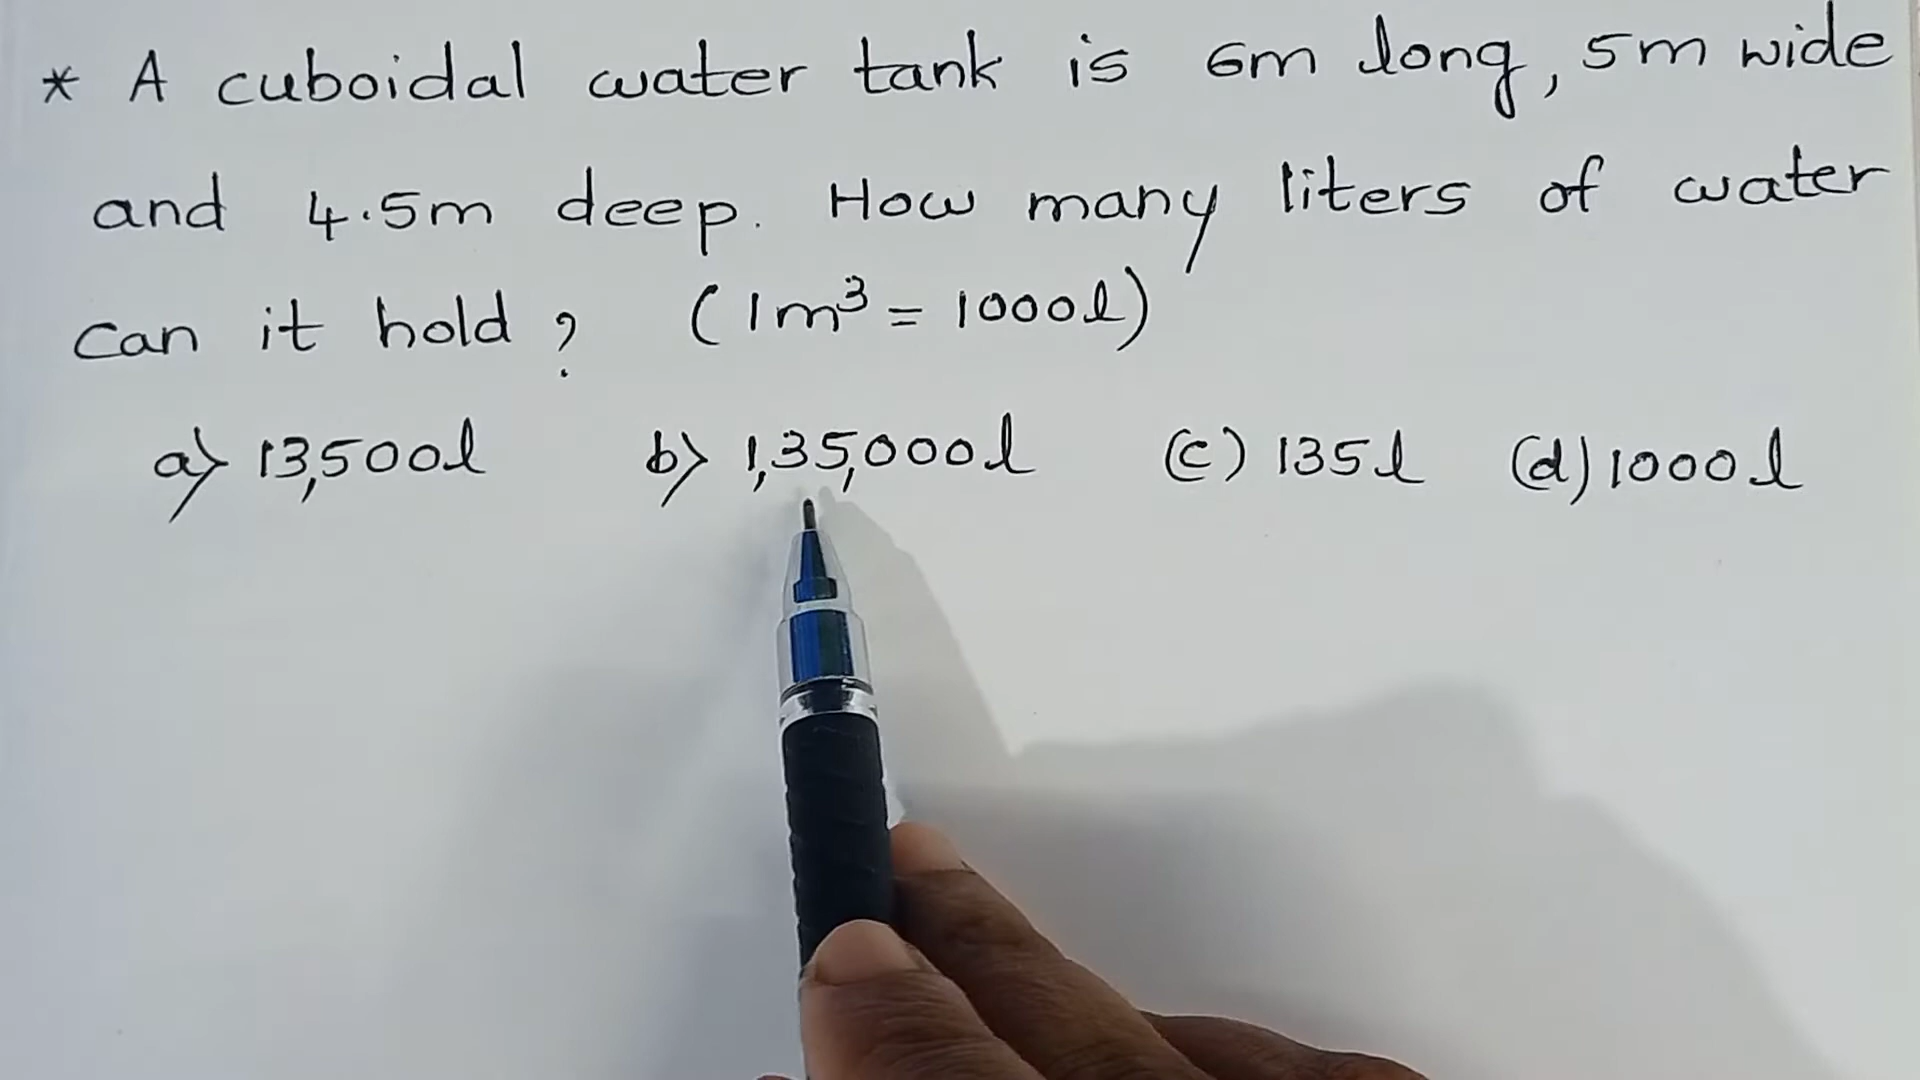 * A cuboidal water tank is 6m long, 5m wide
and 4.5m deep. How many liters of water
can it hold? (1m³ = 1000l)
a) 13,500l b) 1,35,000l (c) 135l (d) 1000l